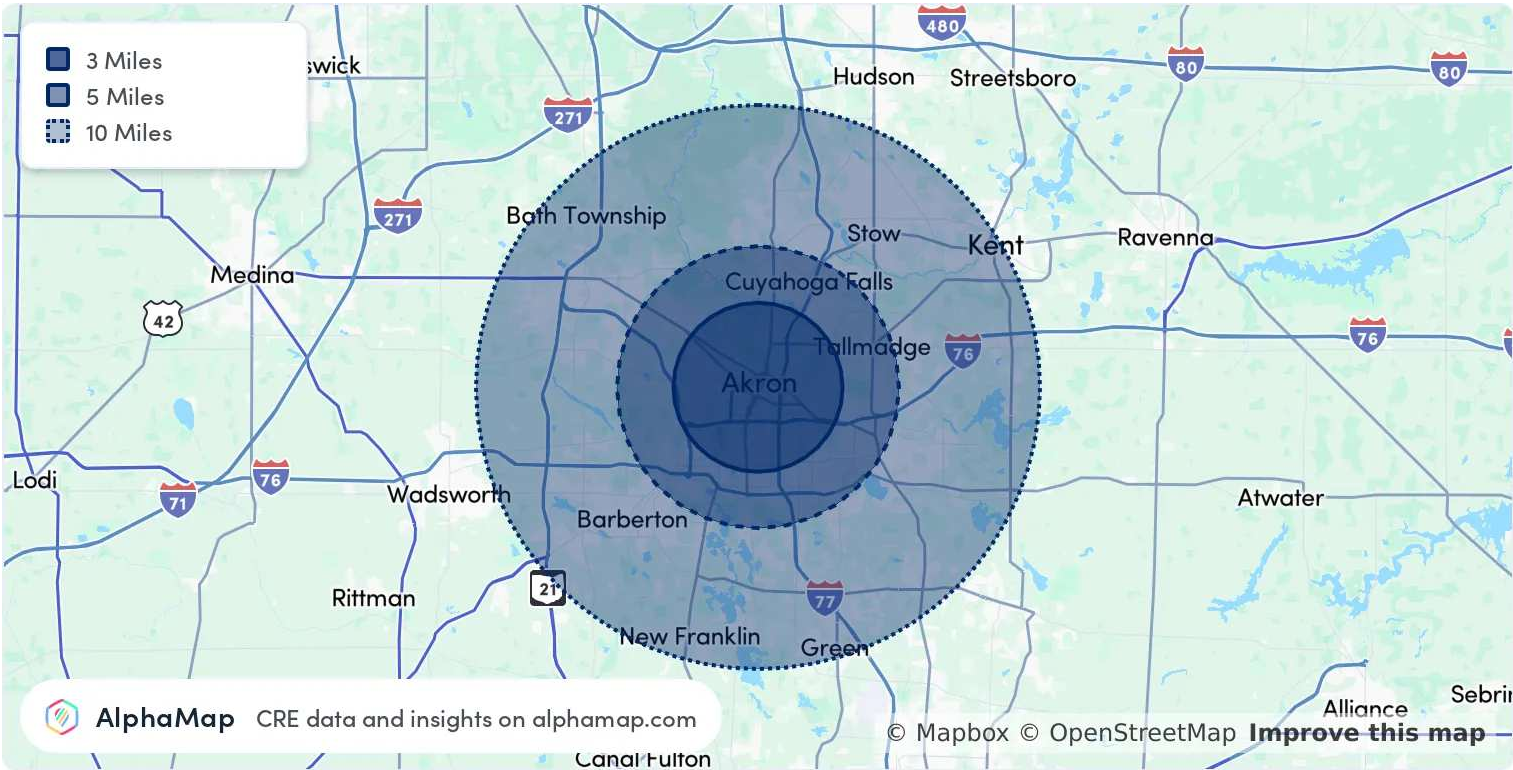 480
3 Miles
swick
80
80
Hudson
Streetsboro
5 Miles
271
10 Miles
271
Bath Township
Stow
Kent
Ravenna
Medina
Cuyahoga Falls
42
76
Tallmadge
76
Akron
Lodi
76
71
Wadsworth
Atwater
Barberton
21
Rittman
77
New Franklin
Green
Sebrin
Alliance
AlphaMap
CRE data and insights on alphamap.com
© Mapbox © OpenStreetMap Improve this map
Canal Fulton